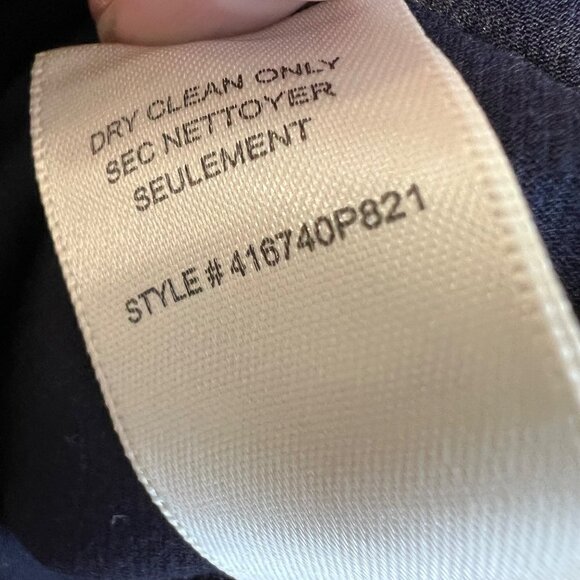 DRY CLEAN ONLY
SEC NETTOYER
SEULEMENT
STYLE # 416740P821